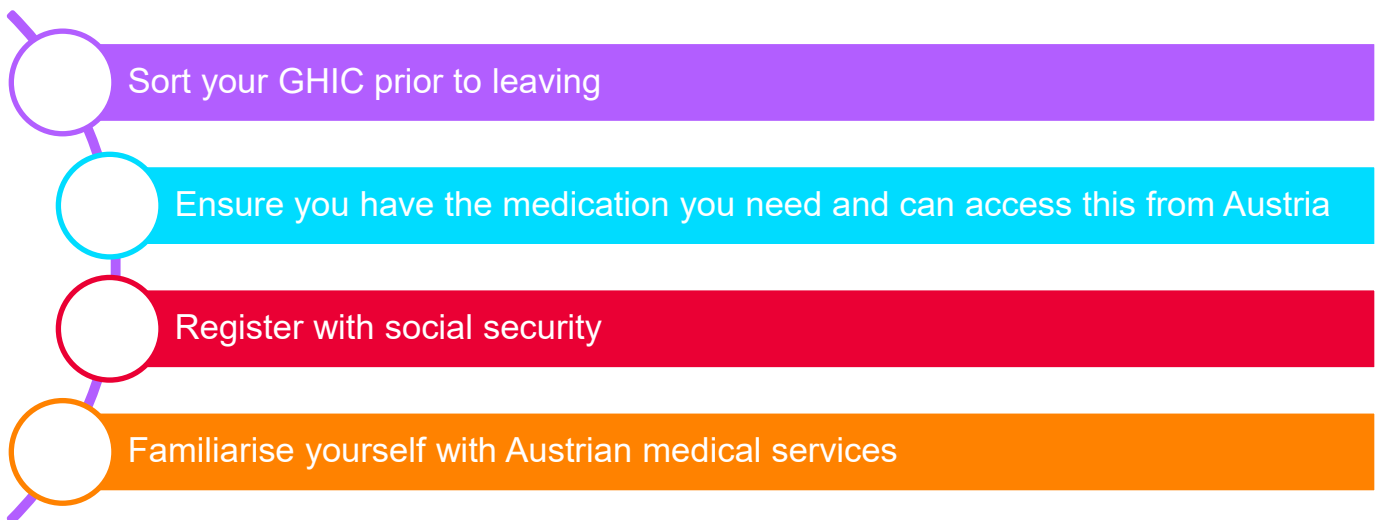 Sort your GHIC prior to leaving
Ensure you have the medication you need and can access this from Austria
Register with social security
Familiarise yourself with Austrian medical services